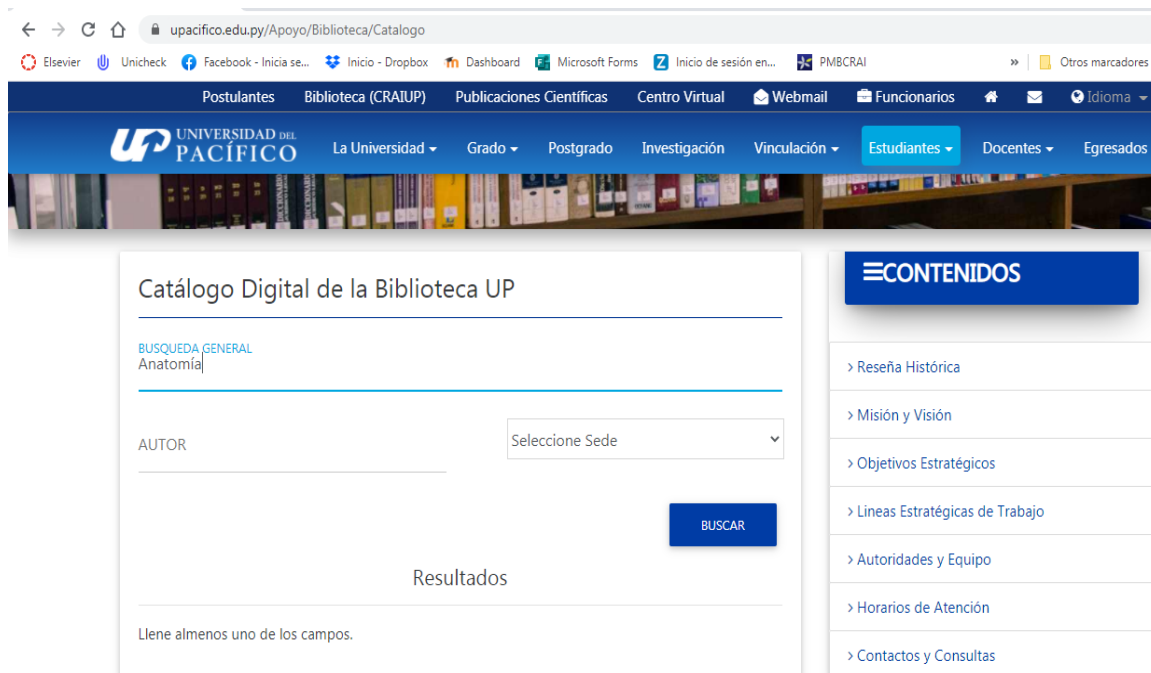 upacifico.edu.py/Apoyo/Biblioteca/Catalogo
Elsevier Unicheck Facebook - Inicia se... Inicio - Dropbox Dashboard Microsoft Forms Inicio de sesión en... PMBCRAI » Otros marcadores
Postulantes Biblioteca (CRAIUP) Publicaciones Científicas Centro Virtual Webmail Funcionarios Idioma
UP UNIVERSIDAD DEL PACÍFICO La Universidad Grado Postgrado Investigación Vinculación Estudiantes Docentes Egresados
CONTENIDOS
Catálogo Digital de la Biblioteca UP
BUSQUEDA GENERAL
Anatomía
AUTOR
Seleccione Sede
BUSCAR
Resultados
Llene almenos uno de los campos.
> Reseña Histórica
> Misión y Visión
> Objetivos Estratégicos
> Lineas Estratégicas de Trabajo
> Autoridades y Equipo
> Horarios de Atención
> Contactos y Consultas